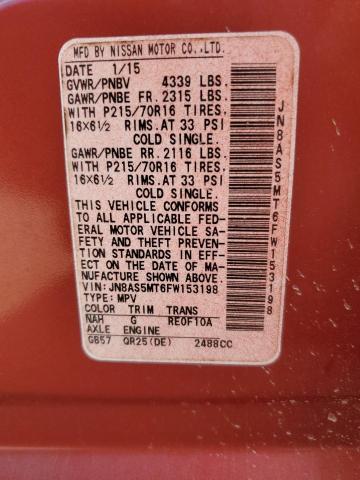 MFD BY NISSAN MOTOR CO.,LTD.
DATE 1/15
GVWR/PNBV 4339 LBS.
GAWR/PNBE FR. 2315 LBS.
WITH P215/70R16 TIRES,
16X6½ RIMS.AT 33 PSI
COLD SINGLE.
GAWR/PNBE RR. 2116 LBS.
WITH P215/70R16 TIRES,
16X6½ RIMS.AT 33 PSI
COLD SINGLE.
THIS VEHICLE CONFORMS
TO ALL APPLICABLE FED-
ERAL MOTOR VEHICLE SA-
FETY AND THEFT PREVEN-
TION STANDARDS IN EFF-
ECT ON THE DATE OF MA-
NUFACTURE SHOWN ABOVE.
VIN: JN8AS5MT6FW153198
TYPE: MPV
COLOR TRIM TRANS
NAH G RE0F10A
AXLE ENGINE
GB57 QR25(DE) 2488CC
JN8AS5MT6FW153198